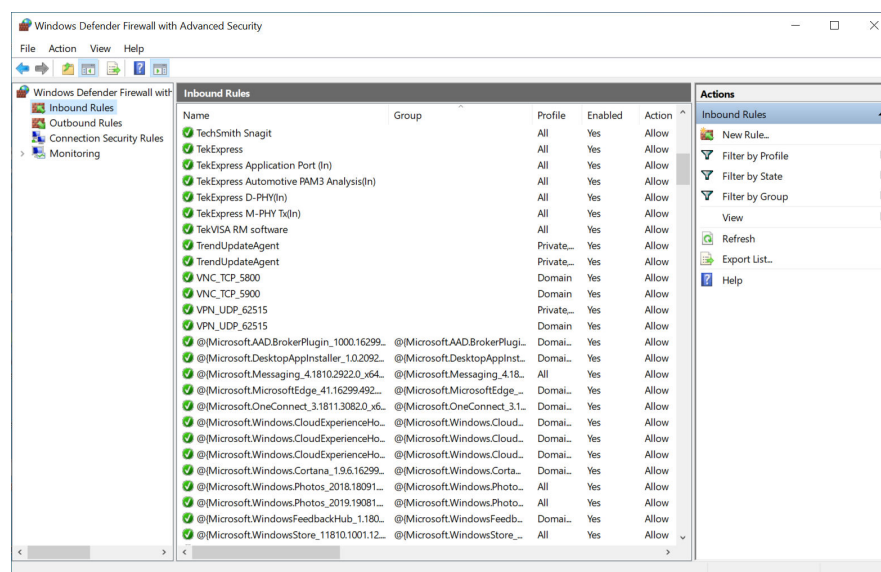 Windows Defender Firewall with Advanced Security
File Action View Help
Windows Defender Firewall with
Inbound Rules
Outbound Rules
Connection Security Rules
Monitoring
Inbound Rules
Name Group Profile Enabled Action
TechSmith Snagit All Yes Allow
TekExpress All Yes Allow
TekExpress Application Port (In) All Yes Allow
TekExpress Automotive PAM3 Analysis(In) All Yes Allow
TekExpress D-PHY(In) All Yes Allow
TekExpress M-PHY Tx(In) All Yes Allow
TekVISA RM software All Yes Allow
TrendUpdateAgent Private,... Yes Allow
TrendUpdateAgent Private,... Yes Allow
VNC_TCP_5800 Domain Yes Allow
VNC_TCP_5900 Domain Yes Allow
VPN_UDP_62515 Private,... Yes Allow
VPN_UDP_62515 Domain Yes Allow
@{Microsoft.AAD.BrokerPlugin_1000.16299... @{Microsoft.AAD.BrokerPlugi... Domai... Yes Allow
@{Microsoft.DesktopAppInstaller_1.0.2092... @{Microsoft.DesktopAppInst... Domai... Yes Allow
@{Microsoft.Messaging_4.1810.2922.0_x64... @{Microsoft.Messaging_4.18... All Yes Allow
@{Microsoft.MicrosoftEdge_41.16299.492.... @{Microsoft.MicrosoftEdge_... Domai... Yes Allow
@{Microsoft.OneConnect_3.1811.3082.0_x6... @{Microsoft.OneConnect_3.1... Domai... Yes Allow
@{Microsoft.Windows.CloudExperienceHo... @{Microsoft.Windows.Cloud... Domai... Yes Allow
@{Microsoft.Windows.CloudExperienceHo... @{Microsoft.Windows.Cloud... Domai... Yes Allow
@{Microsoft.Windows.CloudExperienceHo... @{Microsoft.Windows.Cloud... Domai... Yes Allow
@{Microsoft.Windows.Cortana_1.9.6.16299... @{Microsoft.Windows.Corta... Domai... Yes Allow
@{Microsoft.Windows.Photos_2018.18091.... @{Microsoft.Windows.Photo... All Yes Allow
@{Microsoft.Windows.Photos_2019.19081.... @{Microsoft.Windows.Photo... All Yes Allow
@{Microsoft.WindowsFeedbackHub_1.180... @{Microsoft.WindowsFeedb... Domai... Yes Allow
@{Microsoft.WindowsStore_11810.1001.12.... @{Microsoft.WindowsStore_... All Yes Allow
Actions
Inbound Rules
New Rule...
Filter by Profile
Filter by State
Filter by Group
View
Refresh
Export List...
Help